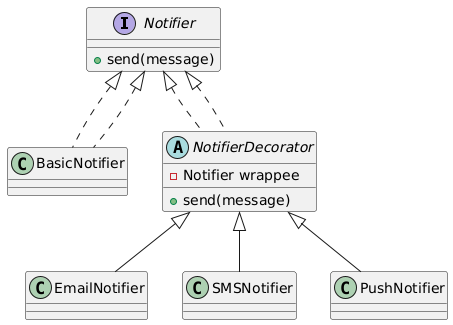 I Notifier
send(message)
C BasicNotifier
A NotifierDecorator
Notifier wrappee
send(message)
C EmailNotifier
C SMSNotifier
C PushNotifier